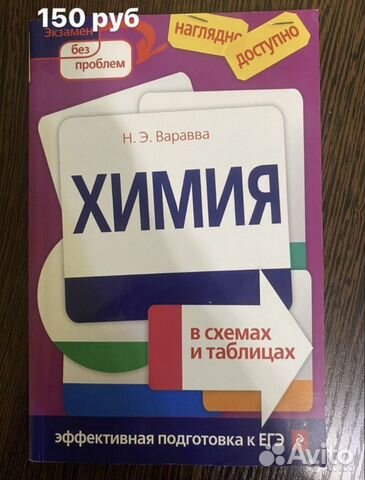 150 руб
Экзамен
без
проблем
наглядно
доступно
Н. Э. Варавва
ХИМИЯ
в схемах
и таблицах
эффективная подготовка к ЕГЭ
Avito